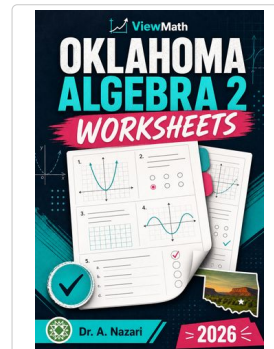 ViewMath
OKLAHOMA
ALGEBRA 2
WORKSHEETS
1.
2.
3.
4.
5.
Dr. A. Nazari
2026